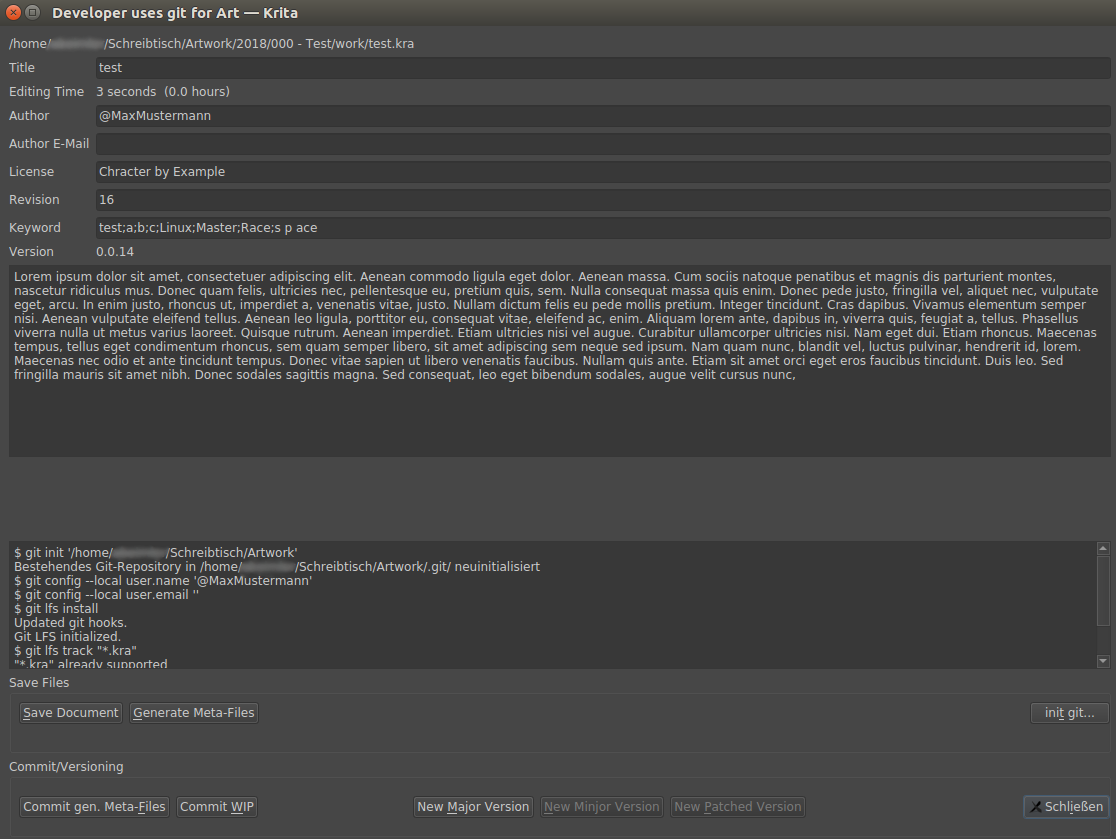 Developer uses git for Art — Krita
/home/ /Schreibtisch/Artwork/2018/000 - Test/work/test.kra
Title test
Editing Time 3 seconds (0.0 hours)
Author @MaxMustermann
Author E-Mail
License Chracter by Example
Revision 16
Keyword test;a;b;c;Linux;Master;Race;s p ace
Version 0.0.14
Lorem ipsum dolor sit amet, consectetuer adipiscing elit. Aenean commodo ligula eget dolor. Aenean massa. Cum sociis natoque penatibus et magnis dis parturient montes,
nascetur ridiculus mus. Donec quam felis, ultricies nec, pellentesque eu, pretium quis, sem. Nulla consequat massa quis enim. Donec pede justo, fringilla vel, aliquet nec, vulputate
eget, arcu. In enim justo, rhoncus ut, imperdiet a, venenatis vitae, justo. Nullam dictum felis eu pede mollis pretium. Integer tincidunt. Cras dapibus. Vivamus elementum semper
nisi. Aenean vulputate eleifend tellus. Aenean leo ligula, porttitor eu, consequat vitae, eleifend ac, enim. Aliquam lorem ante, dapibus in, viverra quis, feugiat a, tellus. Phasellus
viverra nulla ut metus varius laoreet. Quisque rutrum. Aenean imperdiet. Etiam ultricies nisi vel augue. Curabitur ullamcorper ultricies nisi. Nam eget dui. Etiam rhoncus. Maecenas
tempus, tellus eget condimentum rhoncus, sem quam semper libero, sit amet adipiscing sem neque sed ipsum. Nam quam nunc, blandit vel, luctus pulvinar, hendrerit id, lorem.
Maecenas nec odio et ante tincidunt tempus. Donec vitae sapien ut libero venenatis faucibus. Nullam quis ante. Etiam sit amet orci eget eros faucibus tincidunt. Duis leo. Sed
fringilla mauris sit amet nibh. Donec sodales sagittis magna. Sed consequat, leo eget bibendum sodales, augue velit cursus nunc,
$ git init '/home/ /Schreibtisch/Artwork'
Bestehendes Git-Repository in /home/ /Schreibtisch/Artwork/.git/ neuinitialisiert
$ git config --local user.name '@MaxMustermann'
$ git config --local user.email ''
$ git lfs install
Updated git hooks.
Git LFS initialized.
$ git lfs track "*.kra"
"*.kra" already supported
Save Files
Save Document Generate Meta-Files init git...
Commit/Versioning
Commit gen. Meta-Files Commit WIP New Major Version New Minjor Version New Patched Version Schließen